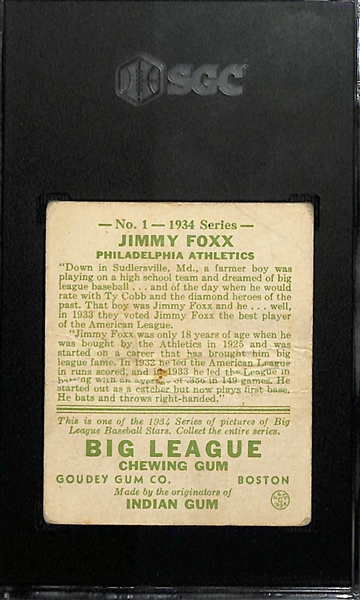 SGC
— No. 1 — 1934 Series —
JIMMY FOXX
PHILADELPHIA ATHLETICS
"Down in Sudlersville, Md., a farmer boy was
playing on a high school team and dreamed of big
league baseball . . . and of the day when he would
rate with Ty Cobb and the diamond heroes of the
past. That boy was Jimmy Foxx and he . . well,
in 1933 they voted Jimmy Foxx the best player
of the American League.
"Jimmy Foxx was only 18 years of age when he
was bought by the Athletics in 1925 and was
started on a career that has brought him big
league fame. In 1932 he led the American League
in runs scored, and in 1933 he led the League in
batting with an average of .356 in 149 games. He
started out as a catcher but now plays first base.
He bats and throws right-handed."
This is one of the 1934 Series of pictures of Big
League Baseball Stars. Collect the entire series.
BIG LEAGUE
CHEWING GUM
GOUDEY GUM CO. BOSTON
Made by the originators of
INDIAN GUM